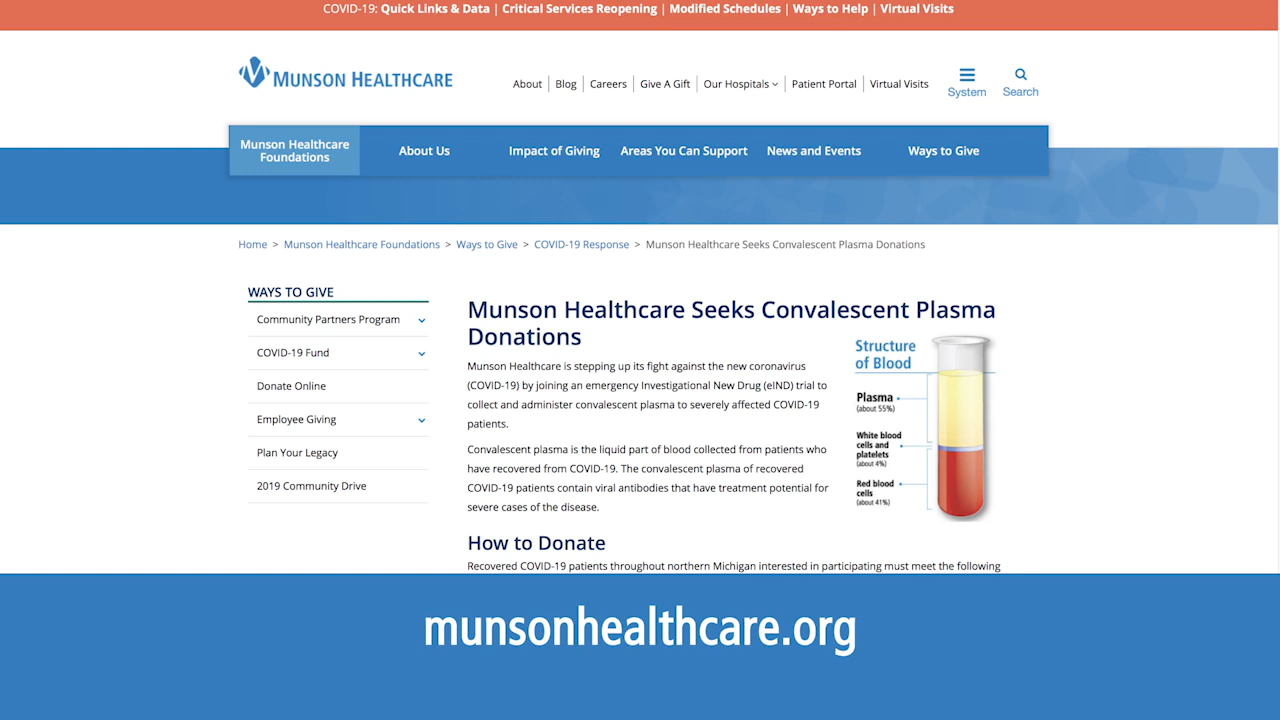 COVID-19: Quick Links & Data | Critical Services Reopening | Modified Schedules | Ways to Help | Virtual Visits
MUNSON HEALTHCARE
About | Blog | Careers | Give A Gift | Our Hospitals | Patient Portal | Virtual Visits
System
Search
Munson Healthcare
Foundations
About Us
Impact of Giving
Areas You Can Support
News and Events
Ways to Give
Home > Munson Healthcare Foundations > Ways to Give > COVID-19 Response > Munson Healthcare Seeks Convalescent Plasma Donations
WAYS TO GIVE
Community Partners Program
COVID-19 Fund
Donate Online
Employee Giving
Plan Your Legacy
2019 Community Drive
Munson Healthcare Seeks Convalescent Plasma
Donations
Munson Healthcare is stepping up its fight against the new coronavirus
(COVID-19) by joining an emergency Investigational New Drug (eIND) trial to
collect and administer convalescent plasma to severely affected COVID-19
patients.
Convalescent plasma is the liquid part of blood collected from patients who
have recovered from COVID-19. The convalescent plasma of recovered
COVID-19 patients contain viral antibodies that have treatment potential for
severe cases of the disease.
Structure
of Blood
Plasma
(about 55%)
White blood
cells and
platelets
(about 4%)
Red blood
cells
(about 41%)
How to Donate
Recovered COVID-19 patients throughout northern Michigan interested in participating must meet the following
munsonhealthcare.org